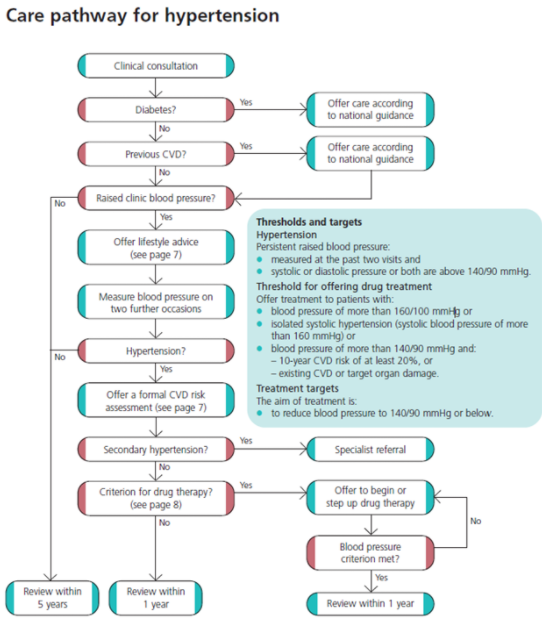 Care pathway for hypertension
Clinical consultation
Diabetes?
Yes
Offer care according
to national guidance
No
Previous CVD?
Yes
Offer care according
to national guidance
No
Raised clinic blood pressure?
No
Yes
Offer lifestyle advice
(see page 7)
Measure blood pressure on
two further occasions
Hypertension?
No
Yes
Offer a formal CVD risk
assessment (see page 7)
Secondary hypertension?
Yes
Specialist referral
No
Criterion for drug therapy?
(see page 8)
Yes
Offer to begin or
step up drug therapy
No
No
Blood pressure
criterion met?
Yes
Review within
5 years
Review within
1 year
Review within 1 year
Thresholds and targets
Hypertension
Persistent raised blood pressure:
● measured at the past two visits and
● systolic or diastolic pressure or both are above 140/90 mmHg.
Threshold for offering drug treatment
Offer treatment to patients with:
● blood pressure of more than 160/100 mmHg or
● isolated systolic hypertension (systolic blood pressure of more
than 160 mmHg) or
● blood pressure of more than 140/90 mmHg and:
– 10-year CVD risk of at least 20%, or
– existing CVD or target organ damage.
Treatment targets
The aim of treatment is:
● to reduce blood pressure to 140/90 mmHg or below.